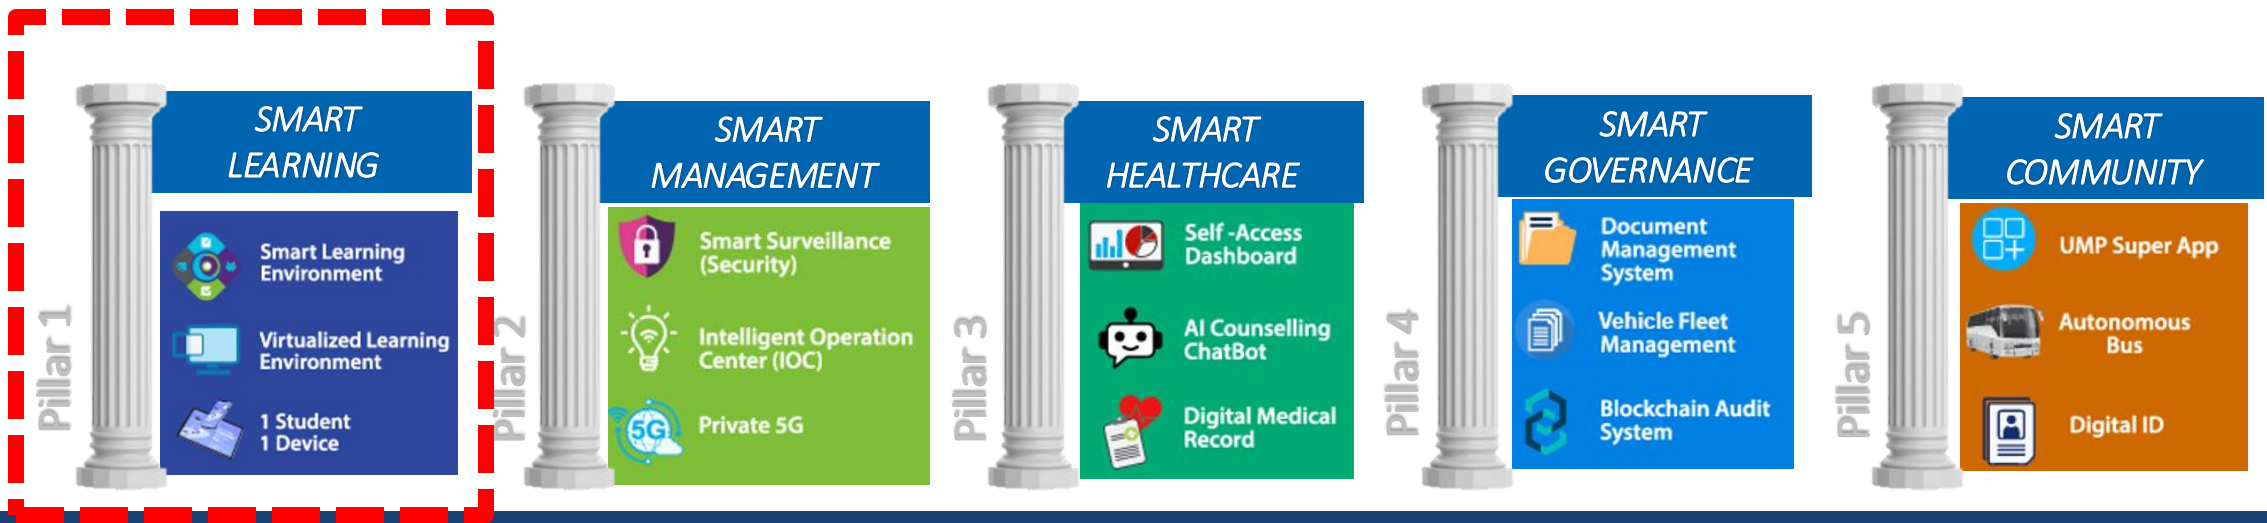 Pillar 1
SMART
LEARNING
Smart Learning
Environment
Virtualized Learning
Environment
1 Student
1 Device
Pillar 2
SMART
MANAGEMENT
Smart Surveillance
(Security)
Intelligent Operation
Center (IOC)
5G
Private 5G
Pillar 3
SMART
HEALTHCARE
Self -Access
Dashboard
AI Counselling
ChatBot
Digital Medical
Record
Pillar 4
SMART
GOVERNANCE
Document
Management
System
Vehicle Fleet
Management
Blockchain Audit
System
Pillar 5
SMART
COMMUNITY
UMP Super App
Autonomous
Bus
Digital ID